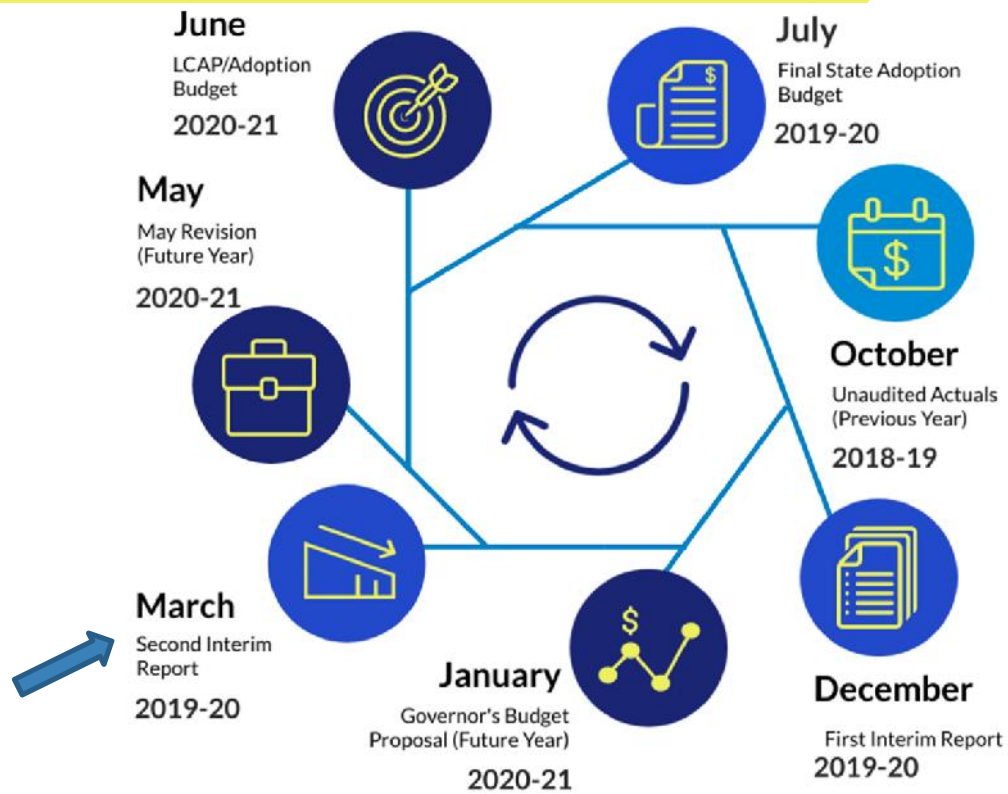 June
LCAP/Adoption
Budget
2020-21
July
Final State Adoption
Budget
2019-20
$
May
May Revision
(Future Year)
2020-21
$
October
Unaudited Actuals
(Previous Year)
2018-19
March
Second Interim
Report
2019-20
$
January
Governor's Budget
Proposal (Future Year)
2020-21
December
First Interim Report
2019-20